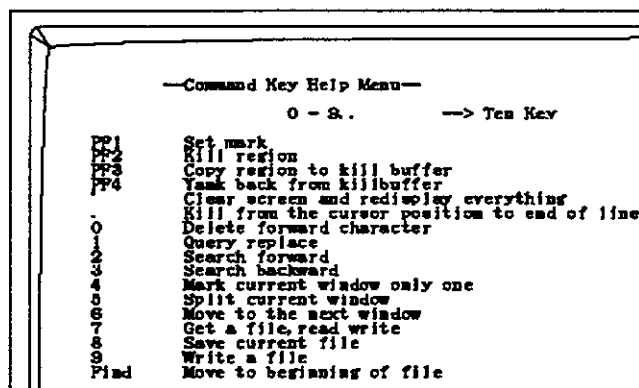 —Command Key Help Menu—
0 - 9, . --> Ten Key
PF1 Set mark
PF2 Kill region
PF3 Copy region to kill buffer
PF4 Yank back from killbuffer
, Clear screen and redisplay everything
. Kill from the cursor position to end of line
0 Delete forward character
1 Query replace
2 Search forward
3 Search backward
4 Mark current window only one
5 Split current window
6 Move to the next window
7 Get a file, read write
8 Save current file
9 Write a file
Find Move to beginning of file